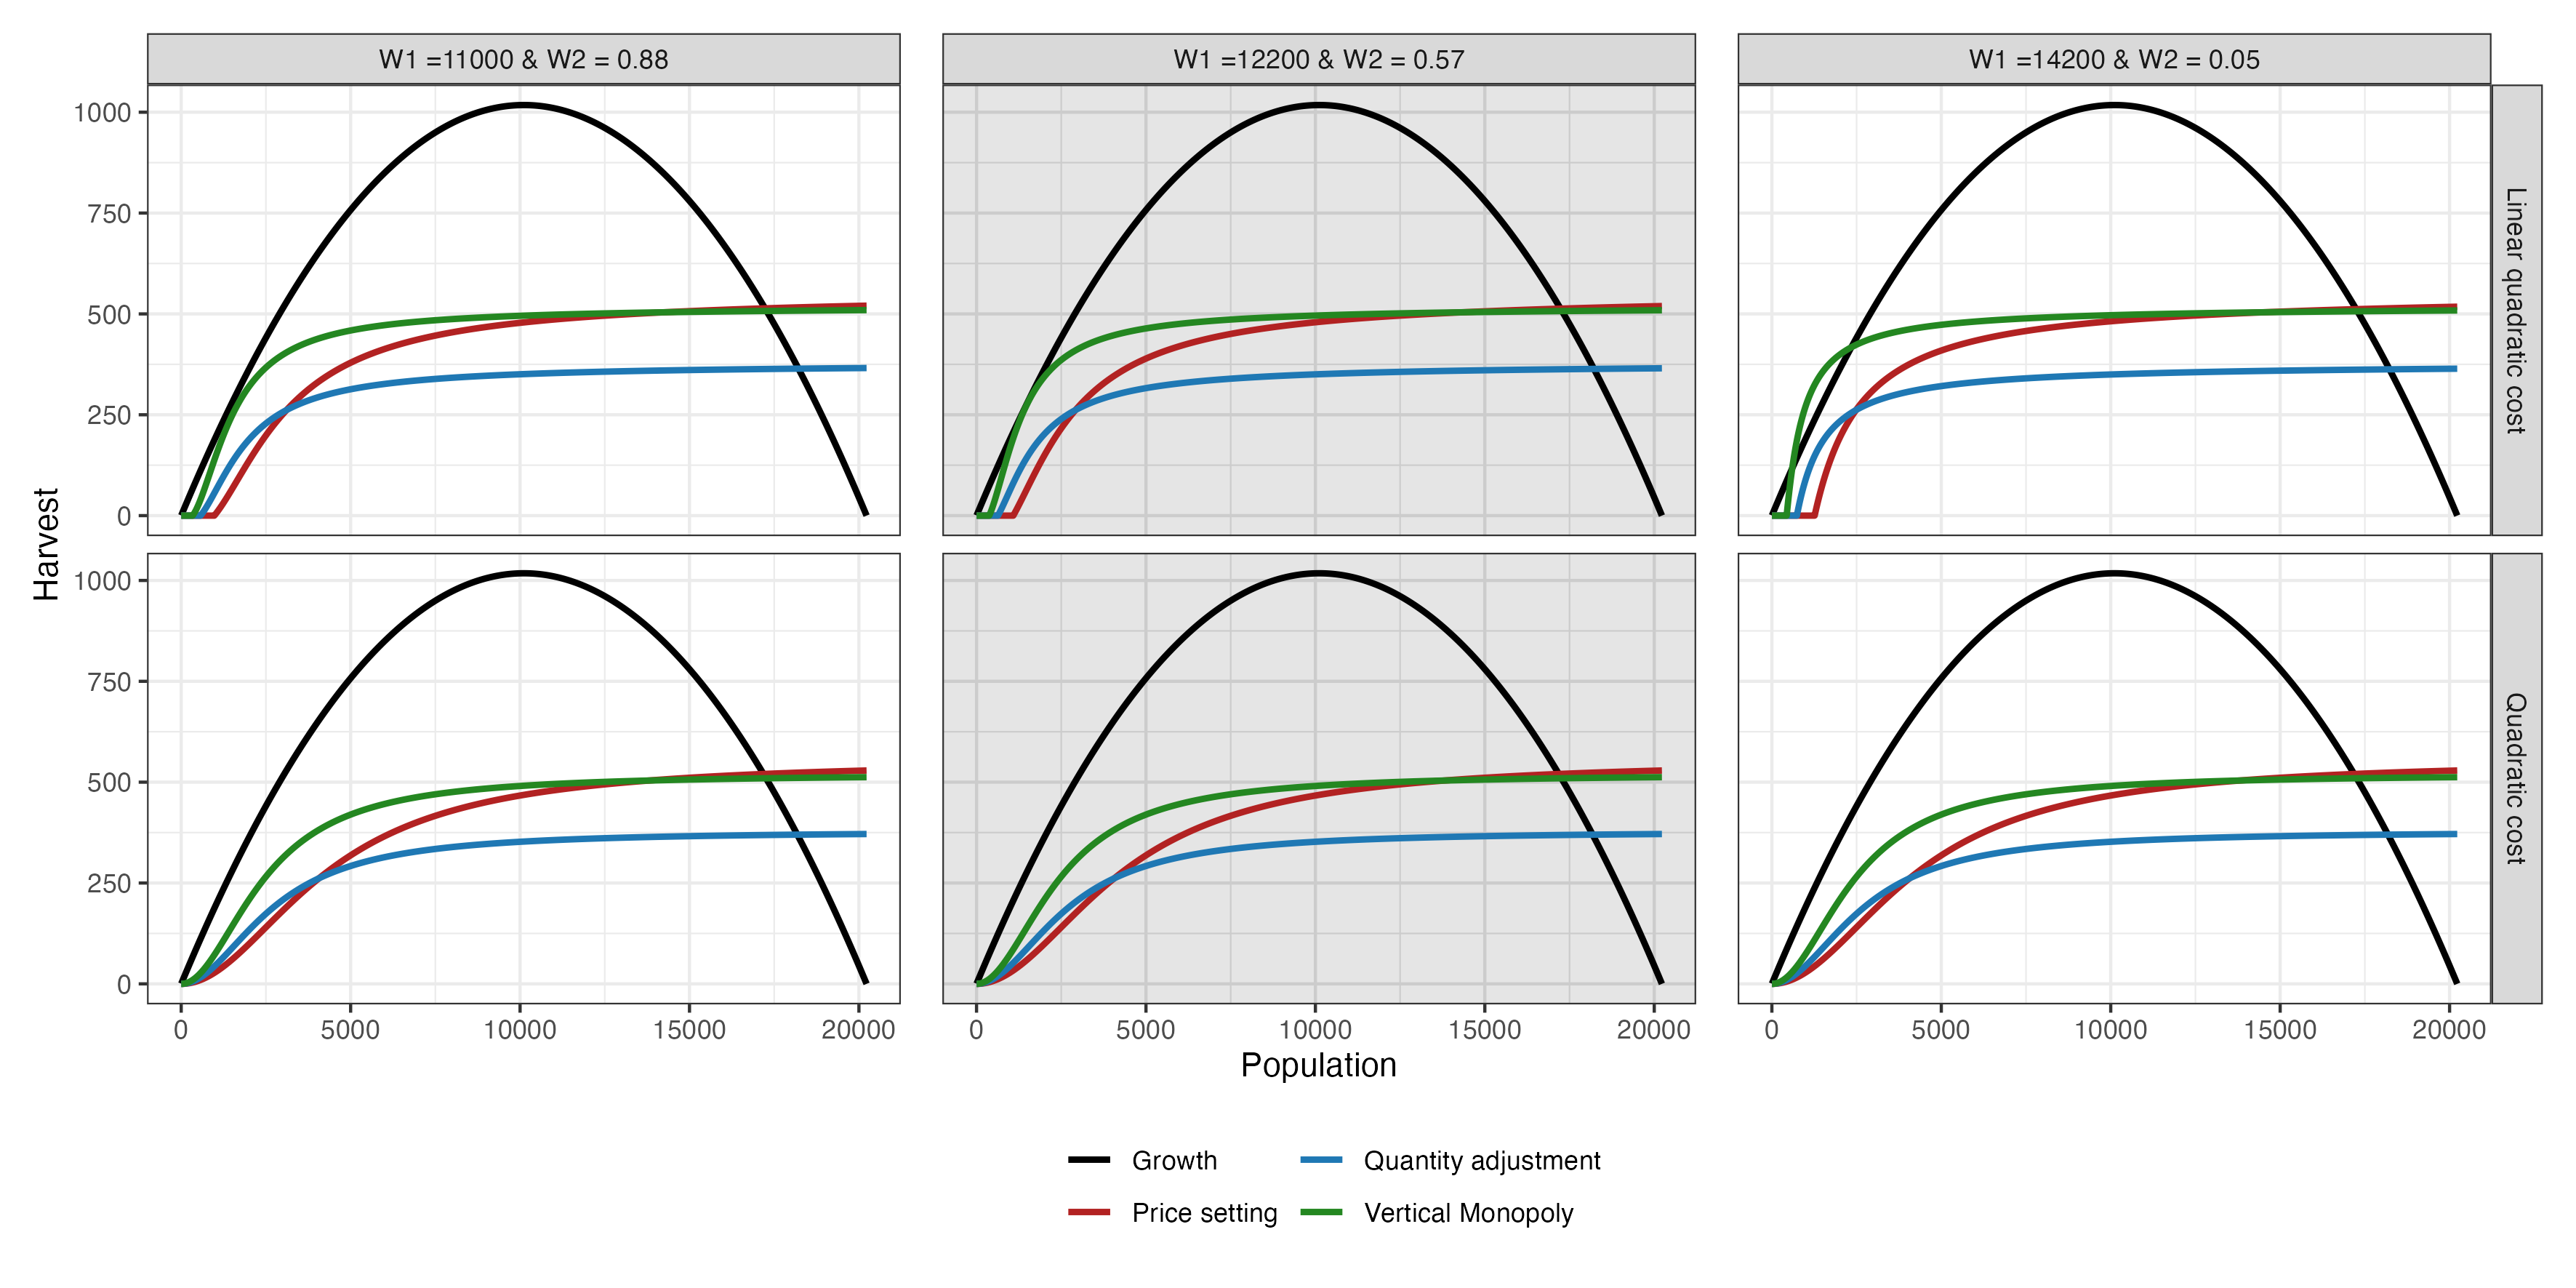 W1 =11000 & W2 = 0.88
W1 =12200 & W2 = 0.57
W1 =14200 & W2 = 0.05
1000
750
500
250
0
Linear quadratic cost
Harvest
1000
750
500
250
0
Quadratic cost
0 5000 10000 15000 20000
0 5000 10000 15000 20000
0 5000 10000 15000 20000
Population
Growth
Quantity adjustment
Price setting
Vertical Monopoly